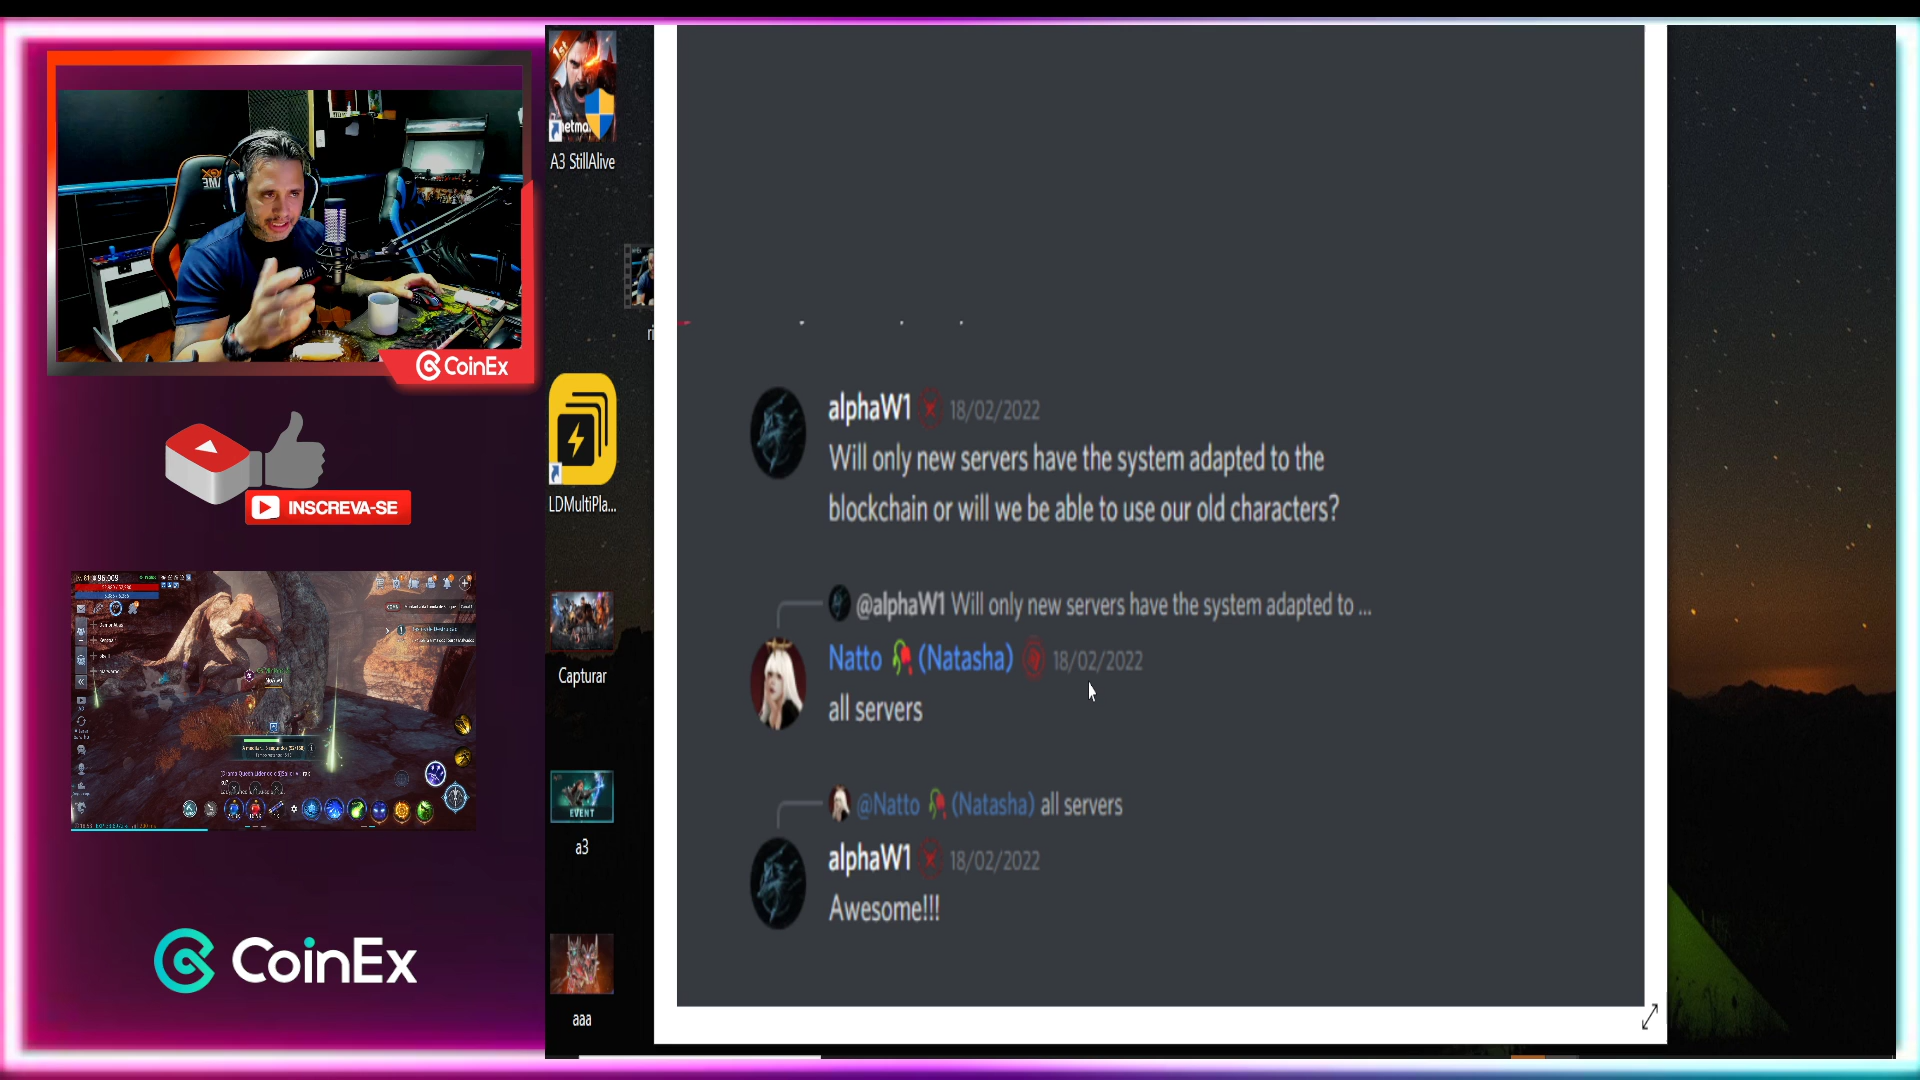 A3 StillAlive
CoinEx
INSCREVA-SE
CoinEx
LDMultiPla...
Capturar
EVENT
a3
aaa
alphaW1 18/02/2022
Will only new servers have the system adapted to the
blockchain or will we be able to use our old characters?
@alphaW1 Will only new servers have the system adapted to ...
Natto (Natasha) 18/02/2022
all servers
@Natto (Natasha) all servers
alphaW1 18/02/2022
Awesome!!!